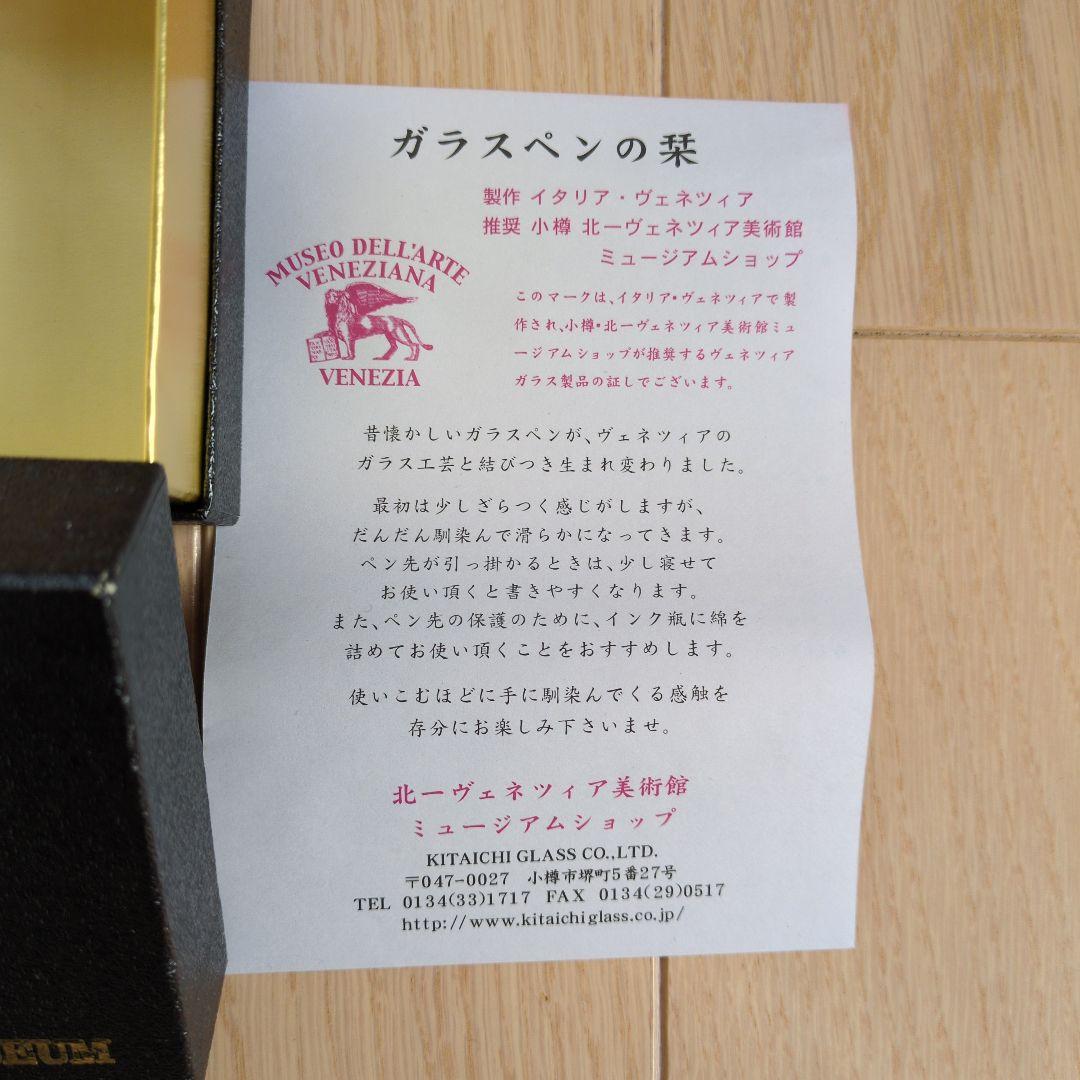 ガラスペンの栞
製作 イタリア・ヴェネツィア
推奨 小樽 北一ヴェネツィア美術館
ミュージアムショップ
MUSEO DELL'ARTE
VENEZIANA
VENEZIA
このマークは、イタリア・ヴェネツィアで製
作され、小樽・北一ヴェネツィア美術館ミュ
ージアムショップが推奨するヴェネツィア
ガラス製品の証しでございます。
昔懐かしいガラスペンが、ヴェネツィアの
ガラス工芸と結びつき生まれ変わりました。
最初は少しざらつく感じがしますが、
だんだん馴染んで滑らかになってきます。
ペン先が引っ掛かるときは、少し寝せて
お使い頂くと書きやすくなります。
また、ペン先の保護のために、インク瓶に綿を
詰めてお使い頂くことをおすすめします。
使いこむほどに手に馴染んでくる感触を
存分にお楽しみ下さいませ。
北一ヴェネツィア美術館
ミュージアムショップ
KITAICHI GLASS CO.,LTD.
〒047-0027 小樽市堺町5番27号
TEL 0134(33)1717 FAX 0134(29)0517
http://www.kitaichiglass.co.jp/
EUM